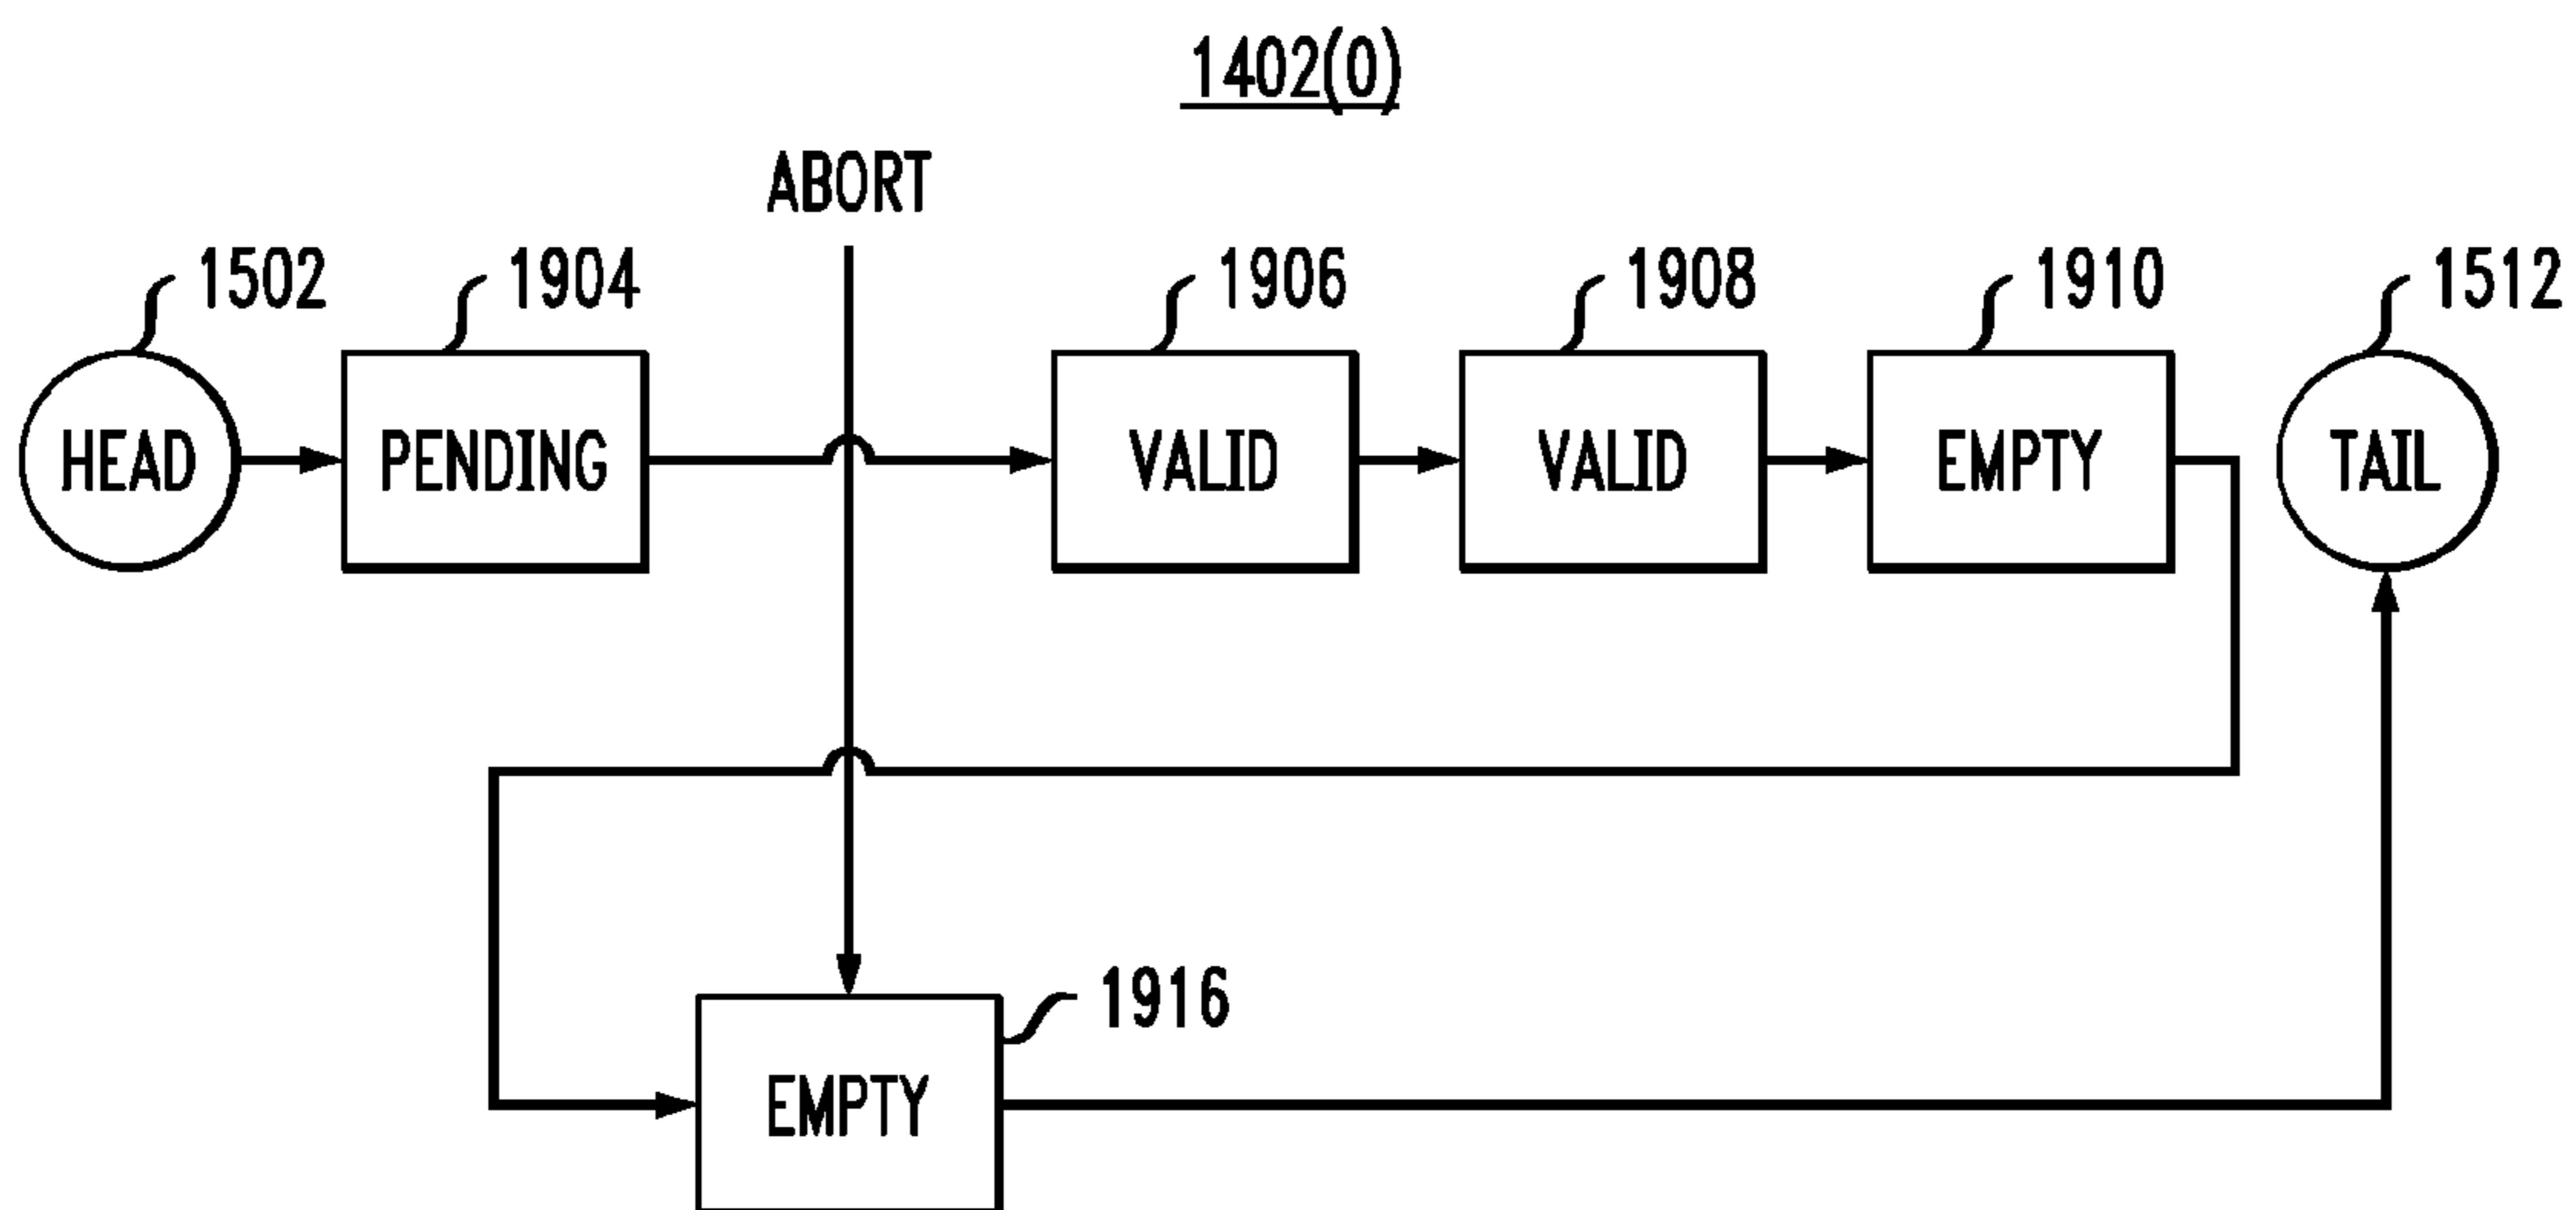 1402(0)
ABORT
1502 1904 1906 1908 1910 1512
HEAD PENDING VALID VALID EMPTY TAIL
1916
EMPTY